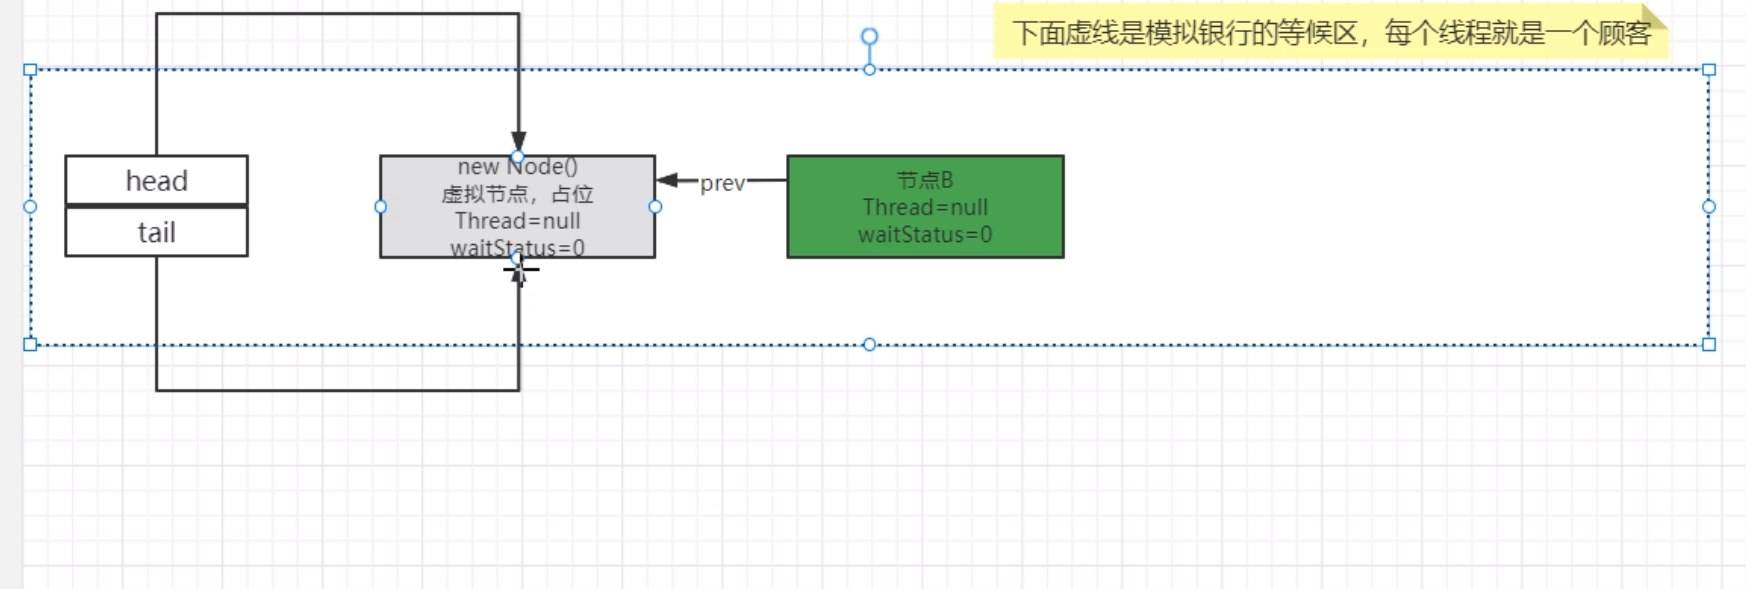 下面虚线是模拟银行的等候区，每个线程就是一个顾客
head
tail
new Node()
虚拟节点，占位
Thread=null
waitStatus=0
prev
节点B
Thread=null
waitStatus=0